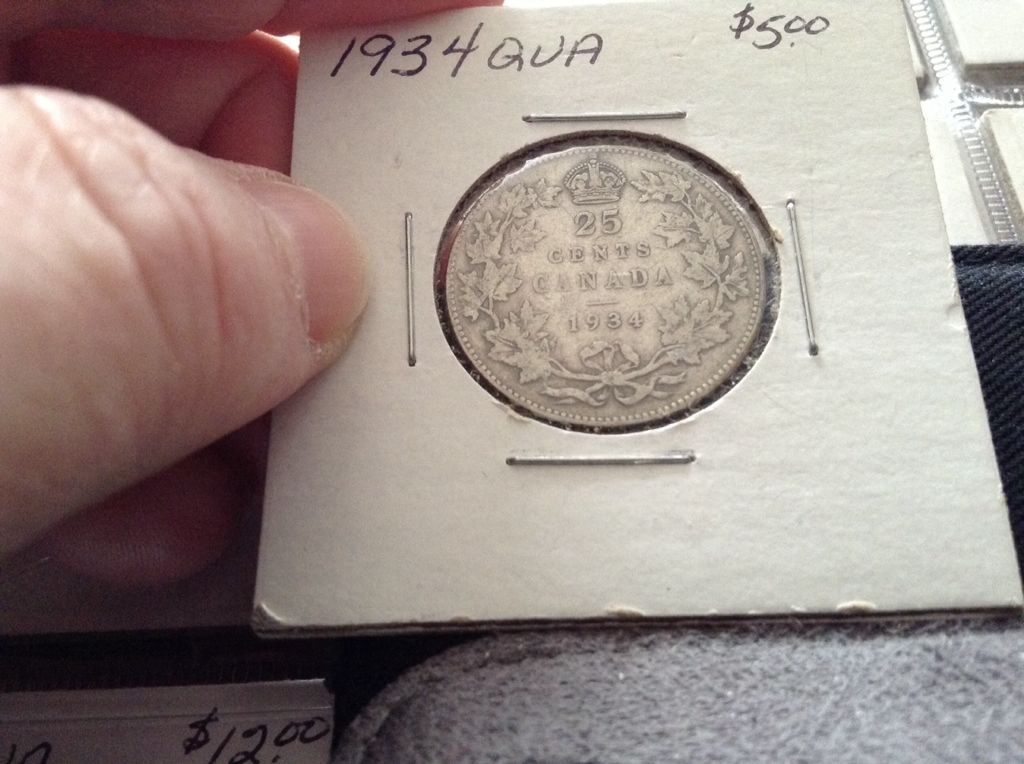 1934 QUA $5.00
25
CENTS
CANADA
1934
$12.00